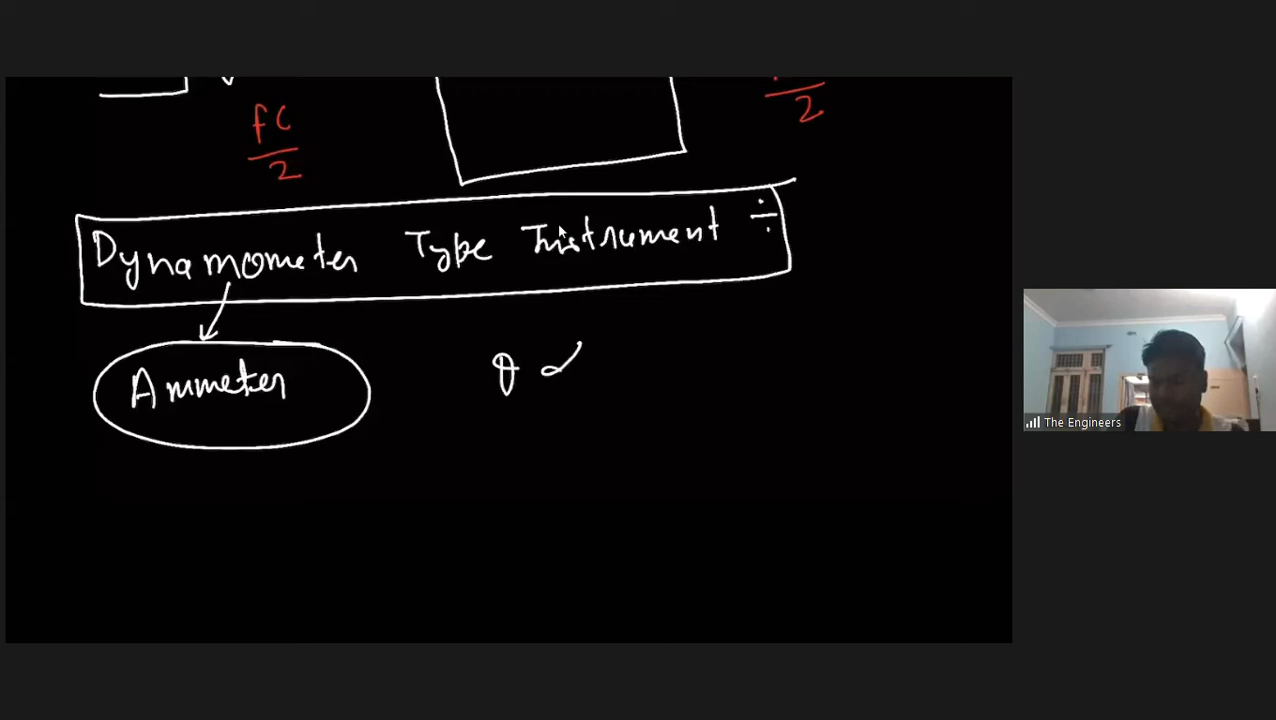 fC
2
2
Dynamometer Type Instrument ÷
Ammeter
θ ∝
The Engineers